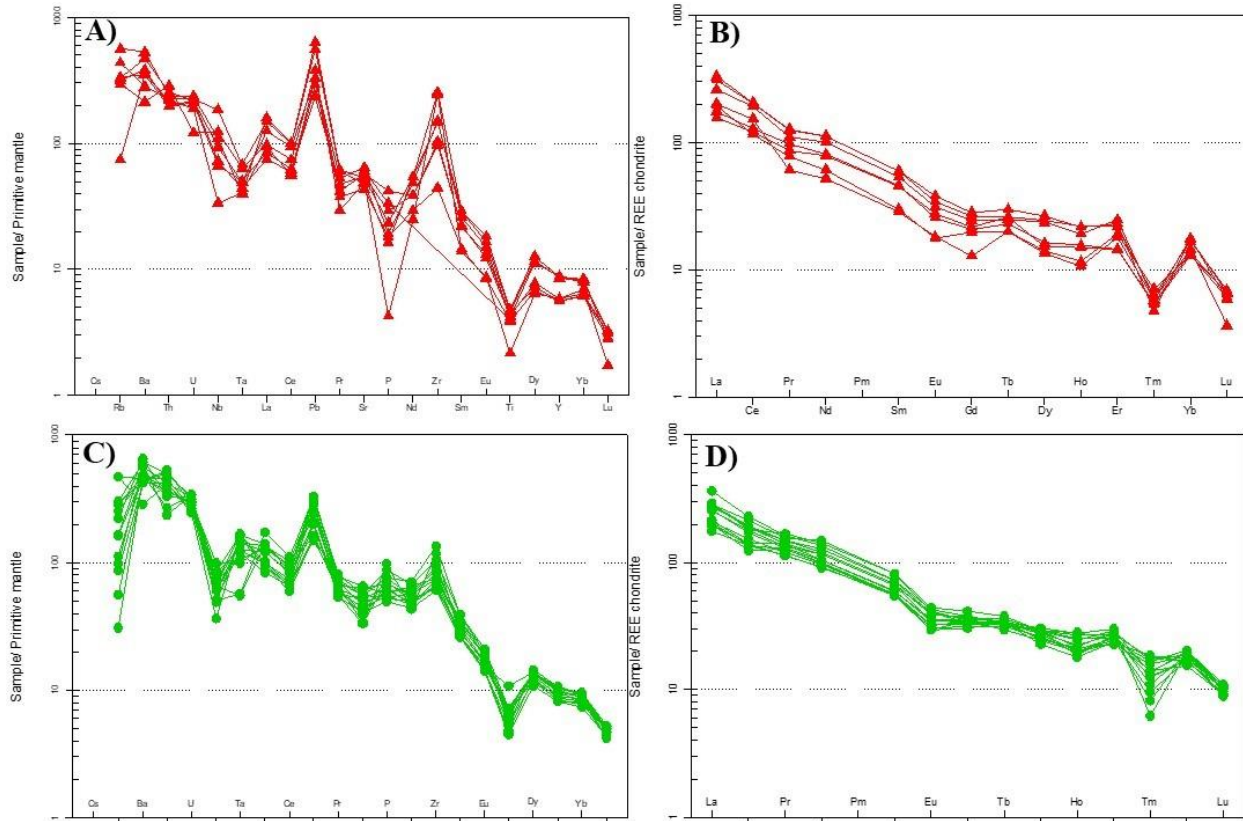 A)
1000
100
10
1
Sample/ Primitive mantle
Cs Ba U Ta Ce Pr P Zr Eu Dy Yb
Rb Th Nb La Pb Sr Nd Sm Ti Y Lu
B)
1000
100
10
1
Sample/ REE chondrite
La Pr Pm Eu Tb Ho Tm Lu
Ce Nd Sm Gd Dy Er Yb
C)
1000
100
10
1
Sample/ Primitive mantle
Cs Ba U Ta Ce Pr P Zr Eu Dy Yb
D)
1000
100
10
1
Sample/ REE chondrite
La Pr Pm Eu Tb Ho Tm Lu